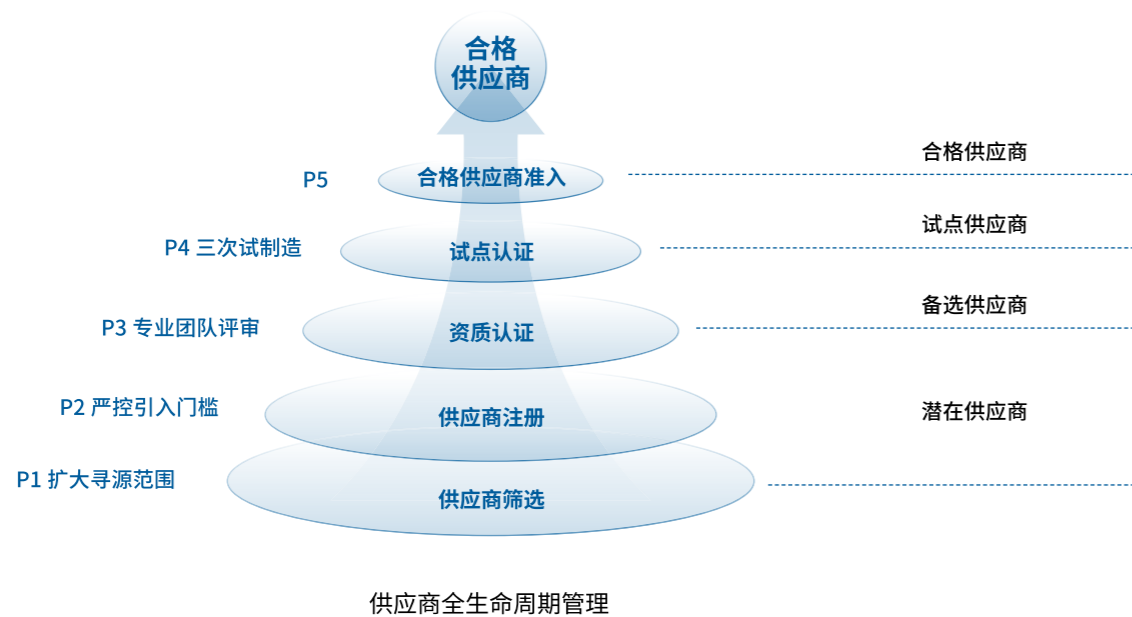 合格
供应商
合格供应商
P5
合格供应商准入
试点供应商
P4 三次试制造
试点认证
备选供应商
P3 专业团队评审
资质认证
P2 严控引入门槛
供应商注册
潜在供应商
P1 扩大寻源范围
供应商筛选
供应商全生命周期管理